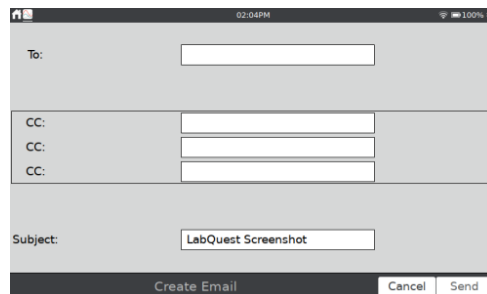 02:04PM 100%
To:
CC:
CC:
CC:
Subject: LabQuest Screenshot
Create Email Cancel Send